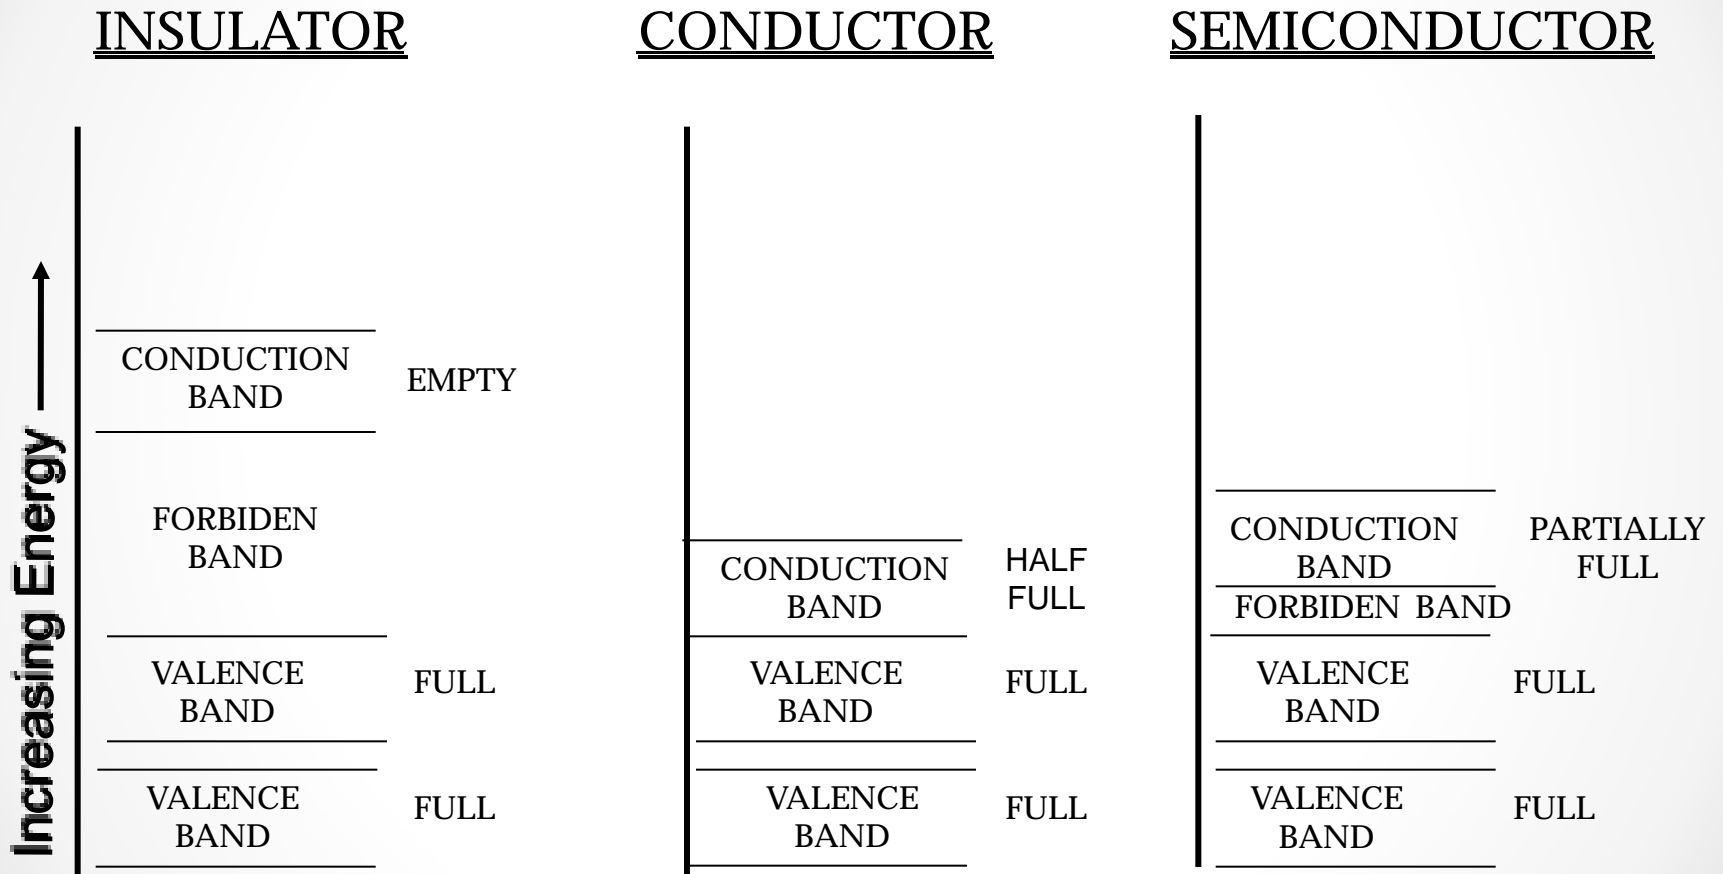 INSULATOR
CONDUCTOR
SEMICONDUCTOR
Increasing Energy
CONDUCTION
BAND
EMPTY
FORBIDEN
BAND
VALENCE
BAND
FULL
VALENCE
BAND
FULL
CONDUCTION
BAND
HALF
FULL
VALENCE
BAND
FULL
VALENCE
BAND
FULL
CONDUCTION
BAND
PARTIALLY
FULL
FORBIDEN BAND
VALENCE
BAND
FULL
VALENCE
BAND
FULL